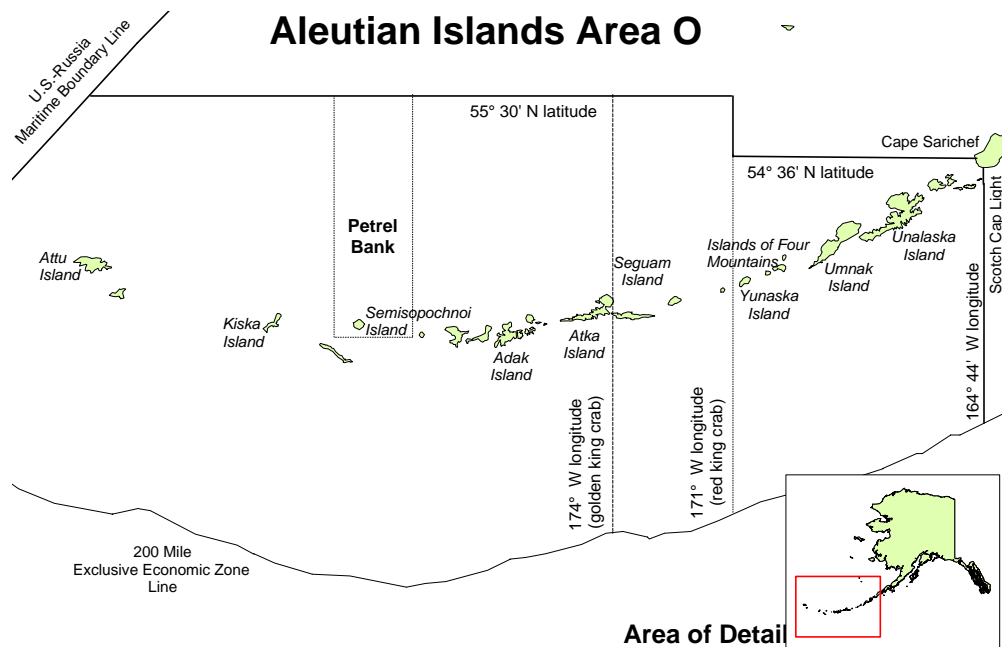 Aleutian Islands Area O
U.S.-Russia
Maritime Boundary Line
55° 30' N latitude
Cape Sarichef
54° 36' N latitude
Scotch Cap Light
164° 44' W longitude
Petrel
Bank
Attu
Island
Kiska
Island
Semisopochnoi
Island
Adak
Island
Atka
Island
Seguam
Island
Islands of Four
Mountains
Yunaska
Island
Umnak
Island
Unalaska
Island
174° W longitude
(golden king crab)
171° W longitude
(red king crab)
200 Mile
Exclusive Economic Zone
Line
Area of Detail